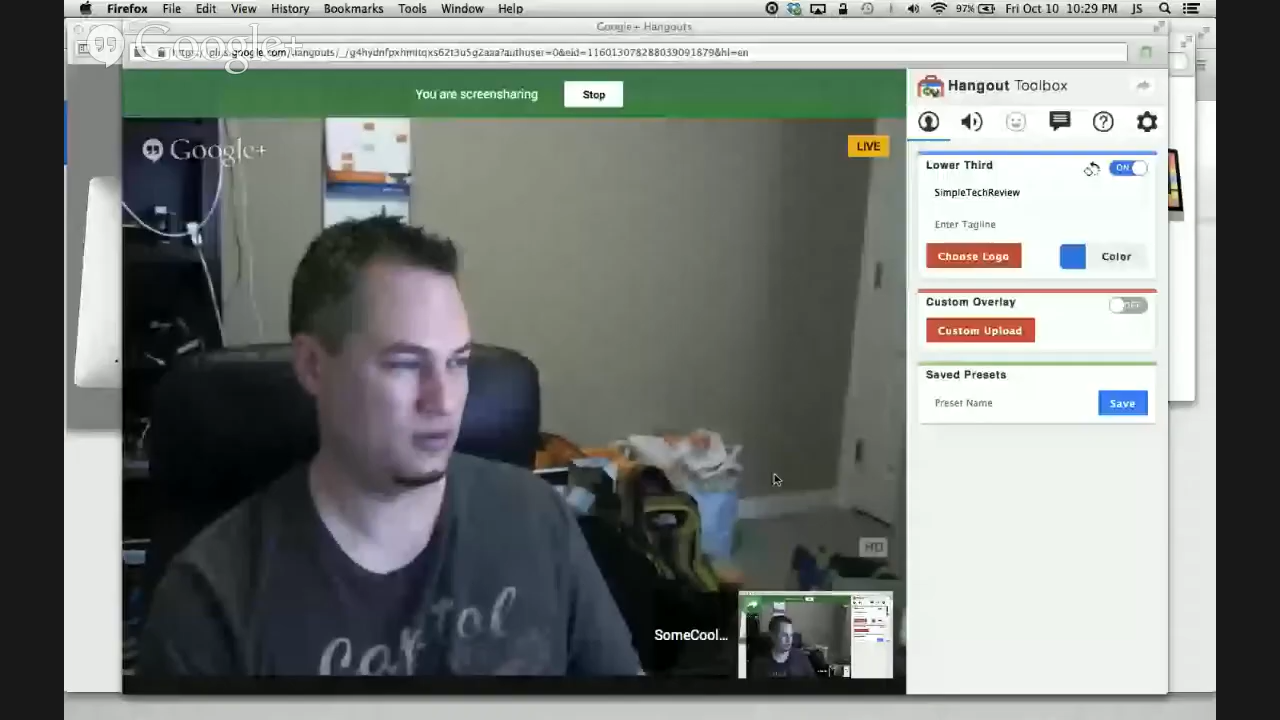 Firefox File Edit View History Bookmarks Tools Window Help 97% Fri Oct 10 10:29 PM JS
Google+ Hangouts
You are screensharing Stop
Google+
LIVE
Hangout Toolbox
Lower Third
ON
SimpleTechReview
Enter Tagline
Choose Logo Color
Custom Overlay
OFF
Custom Upload
Saved Presets
Preset Name Save
HD
SomeCool...